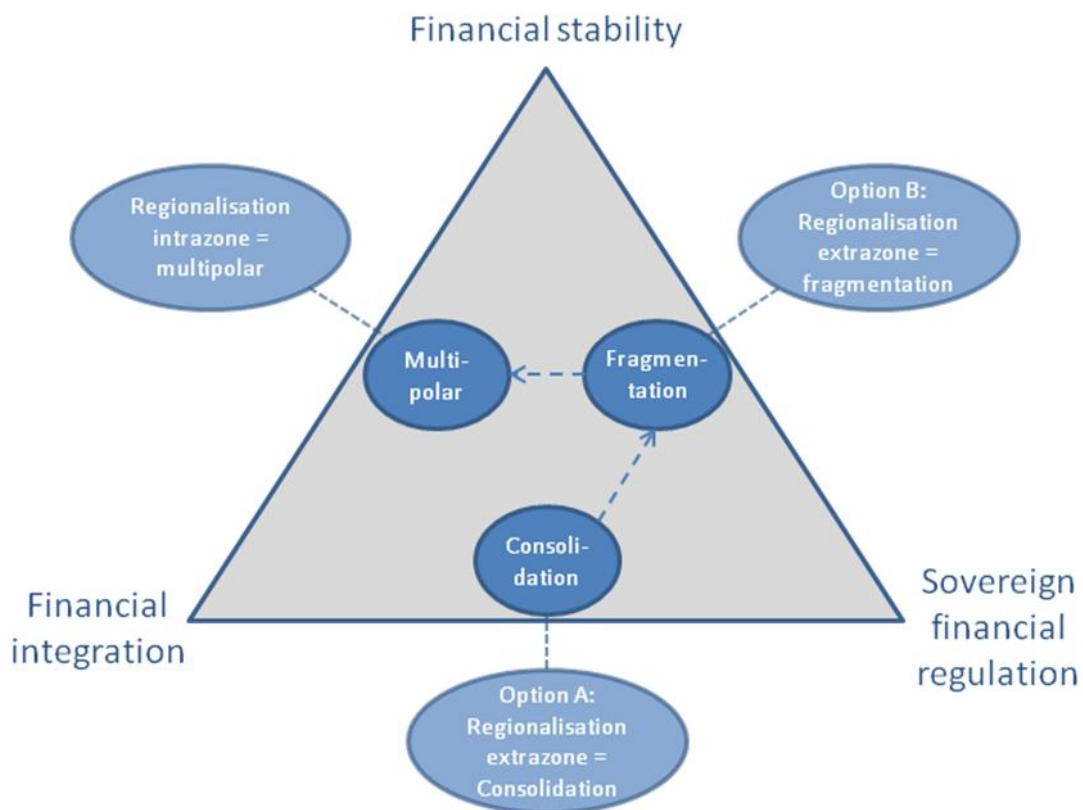 Financial stability
Regionalisation
intrazone =
multipolar
Option B:
Regionalisation
extrazone =
fragmentation
Multi-
polar
Fragmen-
tation
Consoli-
dation
Financial
integration
Sovereign
financial
regulation
Option A:
Regionalisation
extrazone =
Consolidation